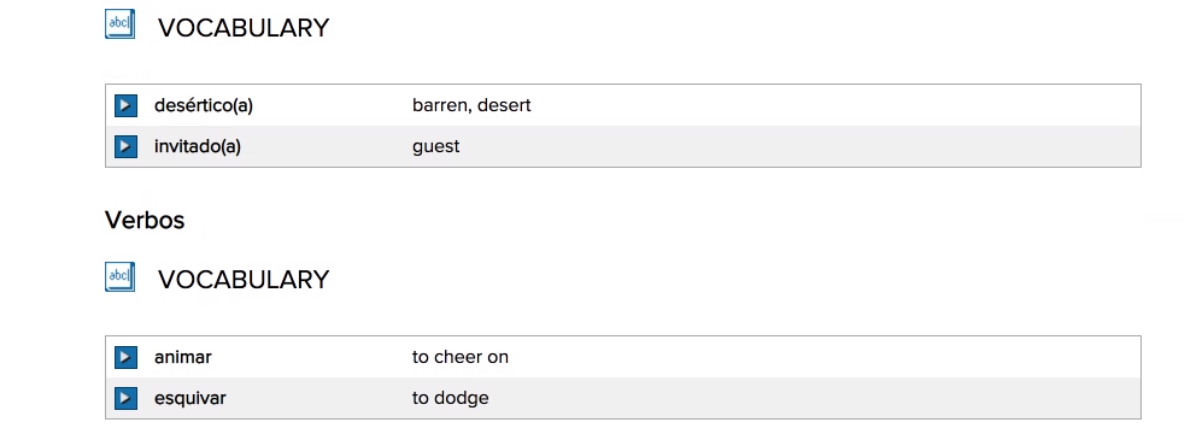 abc VOCABULARY
desértico(a) barren, desert
invitado(a) guest
Verbos
abc VOCABULARY
animar to cheer on
esquivar to dodge